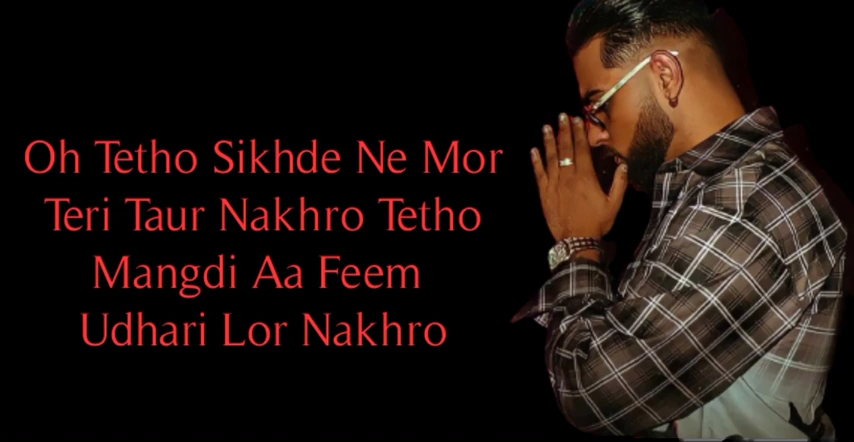 Oh Tetho Sikhde Ne Mor
Teri Taur Nakhro Tetho
Mangdi Aa Feem
Udhari Lor Nakhro